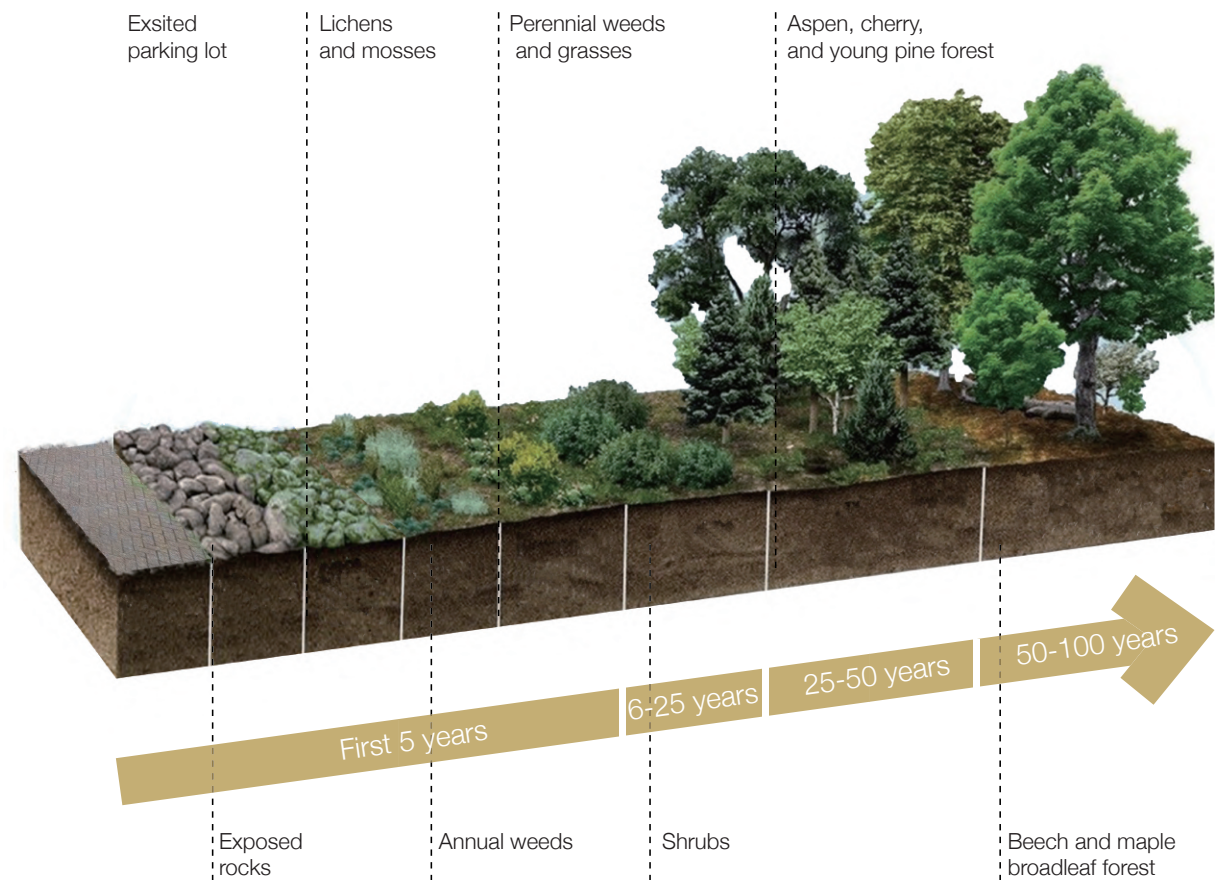 Exsited
parking lot
Lichens
and mosses
Perennial weeds
and grasses
Aspen, cherry,
and young pine forest
First 5 years
6-25 years
25-50 years
50-100 years
Exposed
rocks
Annual weeds
Shrubs
Beech and maple
broadleaf forest